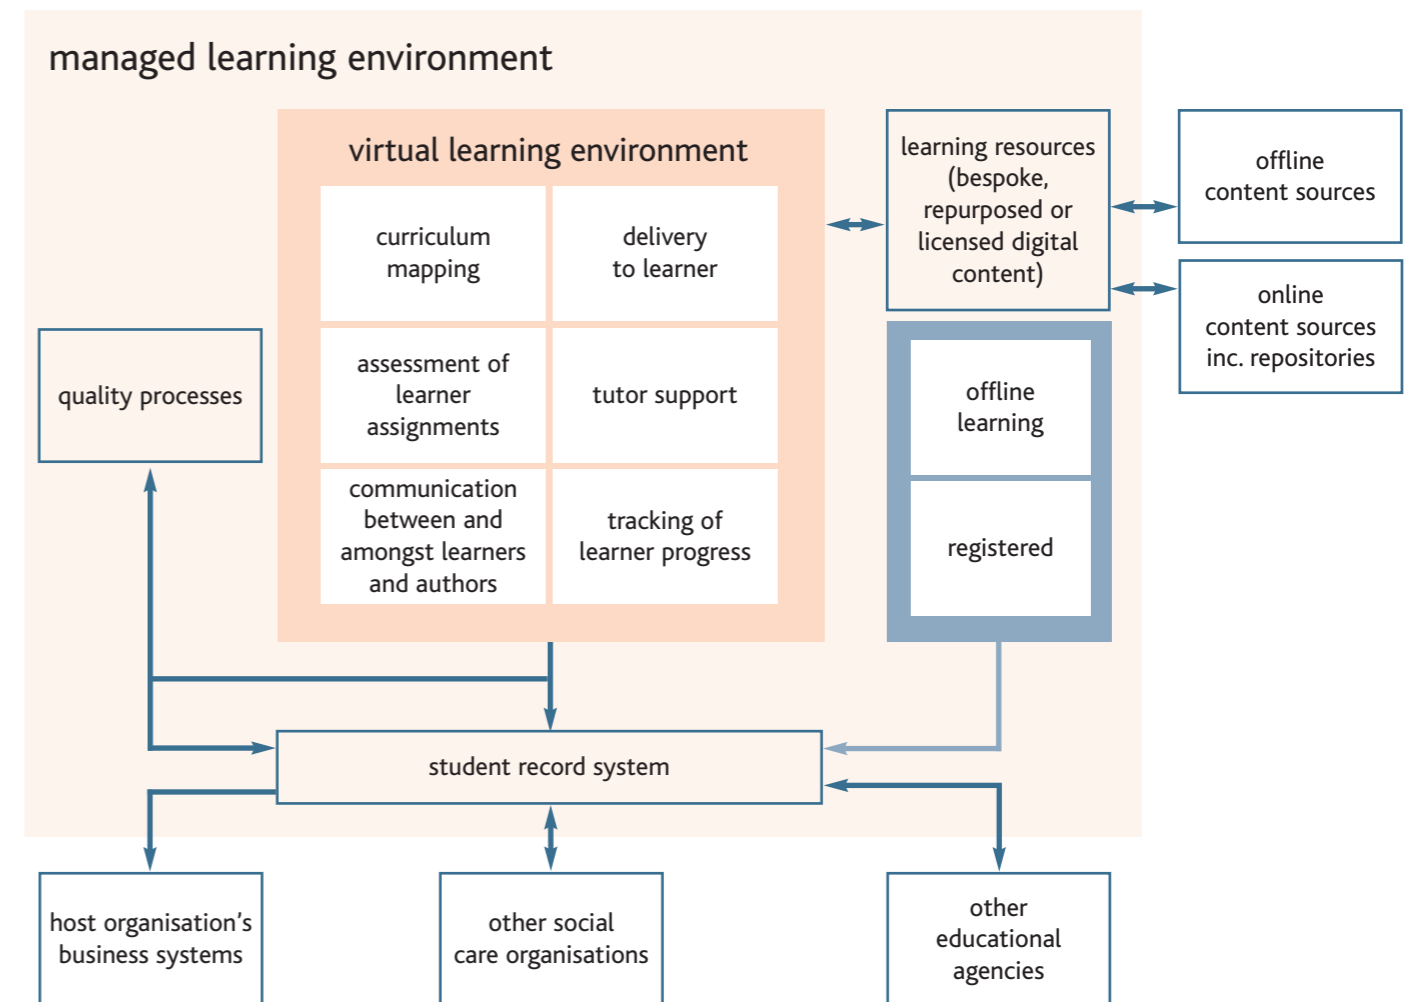 managed learning environment
virtual learning environment
curriculum
mapping
delivery
to learner
assessment of
learner
assignments
tutor support
communication
between and
amongst learners
and authors
tracking of
learner progress
learning resources
(bespoke,
repurposed or
licensed digital
content)
offline
content sources
online
content sources
inc. repositories
quality processes
offline
learning
registered
student record system
host organisation’s
business systems
other social
care organisations
other
educational
agencies